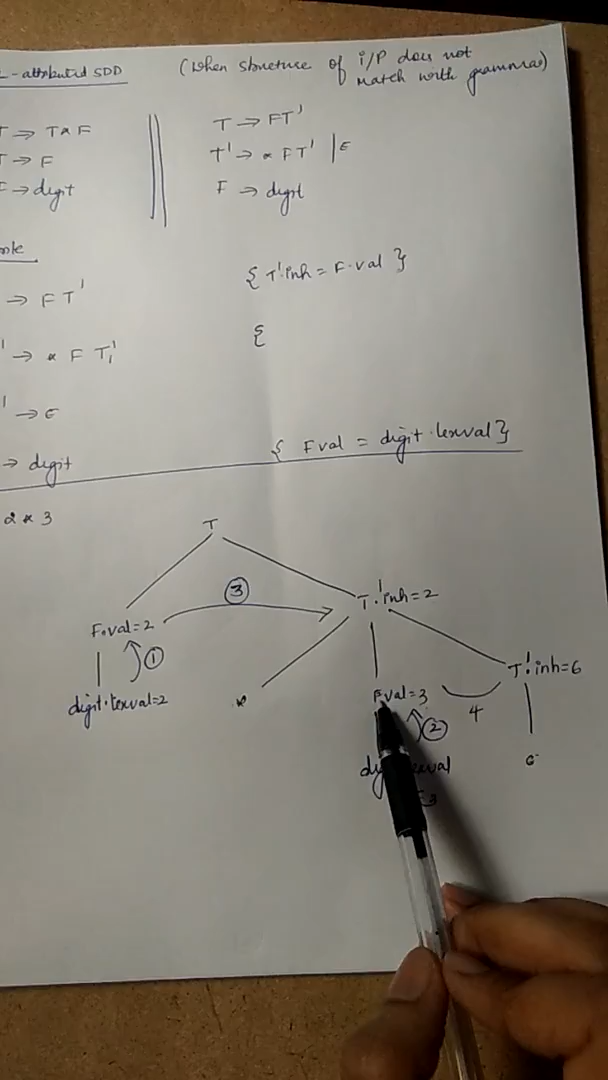 L-attributed SDD (When structure of i/p does not match with grammar)
T → T * F T → FT'
T → F T' → * FT' | ε
F → digit F → digit
→ FT' { T'.inh = F.val }
' → * F T₁' {
' → ε
→ digit { F.val = digit.lexval }
2 * 3
T
③
T'.inh=2
F.val=2
①
T'.inh=6
digit.lexval=2
*
F.val=3
4
②
ε